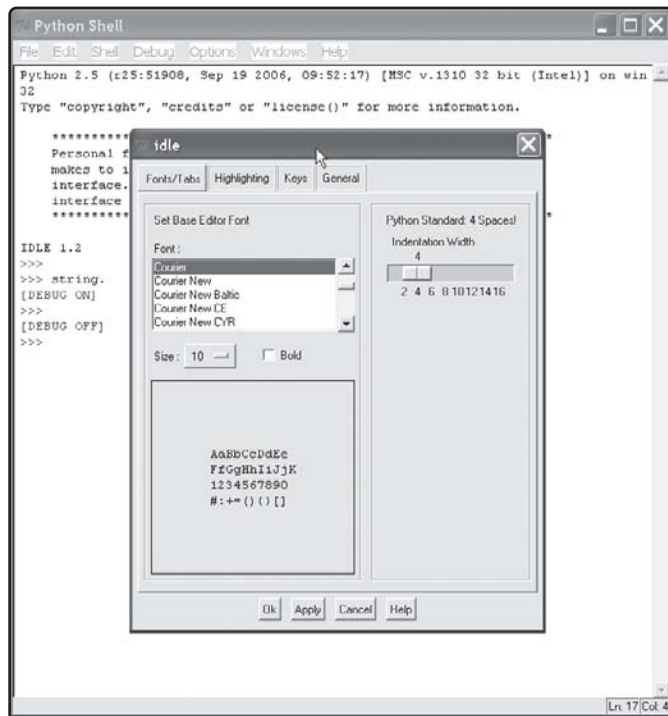 Python Shell
File Edit Shell Debug Options Windows Help
Python 2.5 (r25:51908, Sep 19 2006, 09:52:17) [MSC v.1310 32 bit (Intel)] on win
32
Type "copyright", "credits" or "license()" for more information.
Personal
makes to
interface.
interface
IDLE 1.2
>>>
>>> string.
[DEBUG ON]
>>>
[DEBUG OFF]
>>>
idle
Fonts/Tabs Highlighting Keys General
Set Base Editor Font
Font :
Courier
Courier New
Courier New Baltic
Courier New CE
Courier New CYR
Size : 10 Bold
AaBbCcDdEe
FfGgHhIiJjK
1234567890
#:+=(){}[]
Python Standard: 4 Spaces!
Indentation Width
4
2 4 6 8 10 12 14 16
Ok Apply Cancel Help
Ln: 17 Col: 4